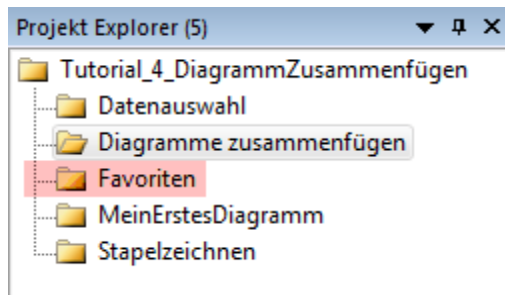 Projekt Explorer (5)
Tutorial_4_DiagrammZusammenfügen
Datenauswahl
Diagramme zusammenfügen
Favoriten
MeinErstesDiagramm
Stapelzeichnen